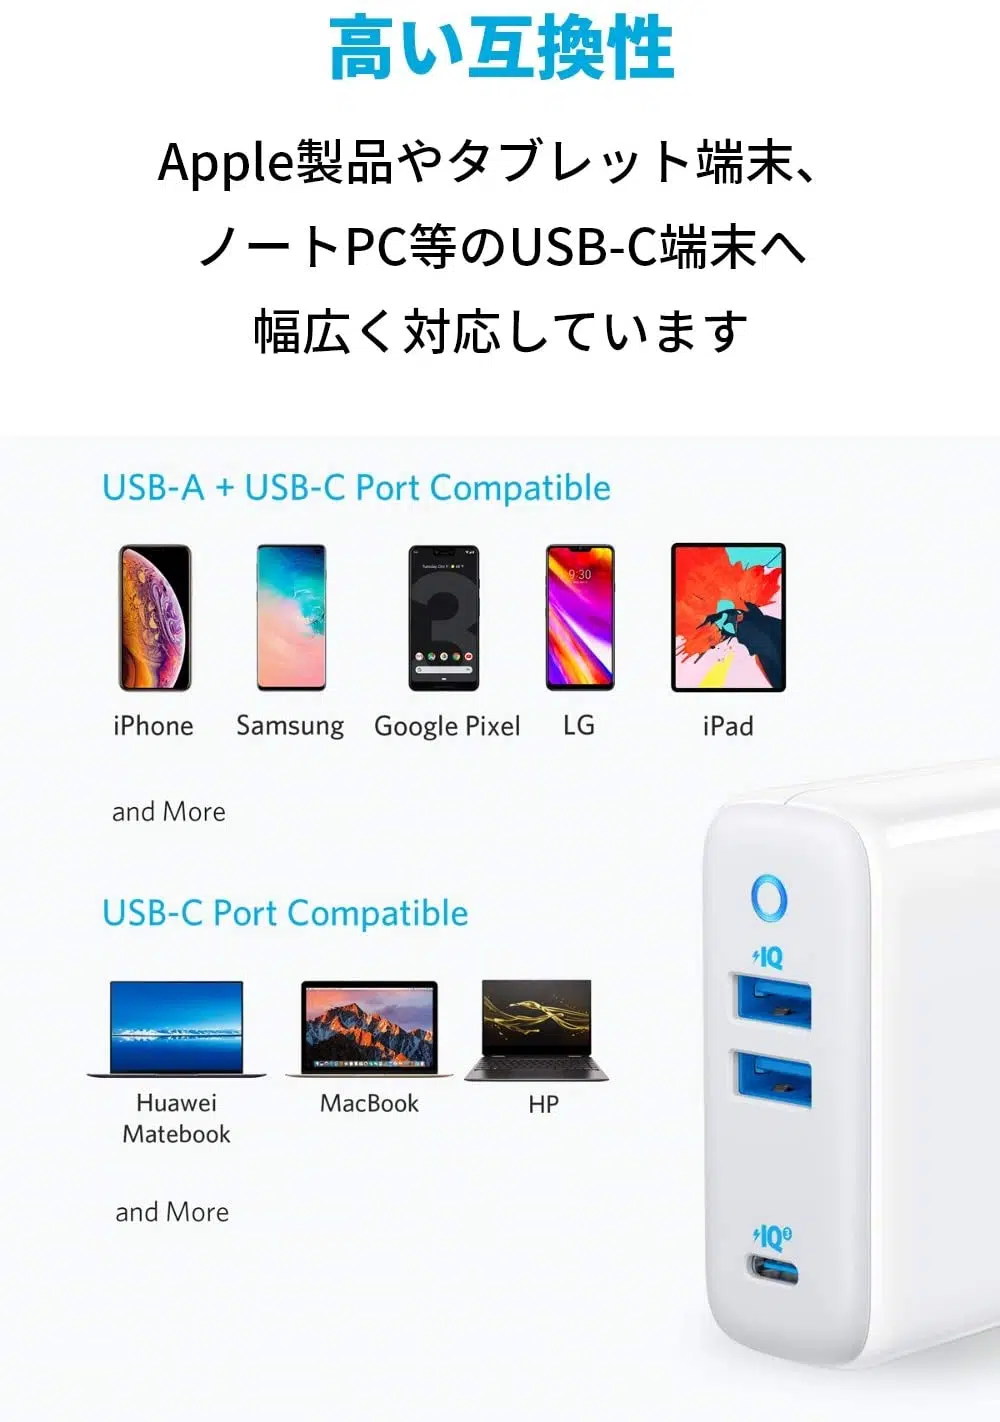 高い互換性
Apple製品やタブレット端末、
ノートPC等のUSB-C端末へ
幅広く対応しています
USB-A + USB-C Port Compatible
9:30
iPhone Samsung Google Pixel LG iPad
and More
USB-C Port Compatible
IQ
Huawei MacBook HP
Matebook
and More
IQ3